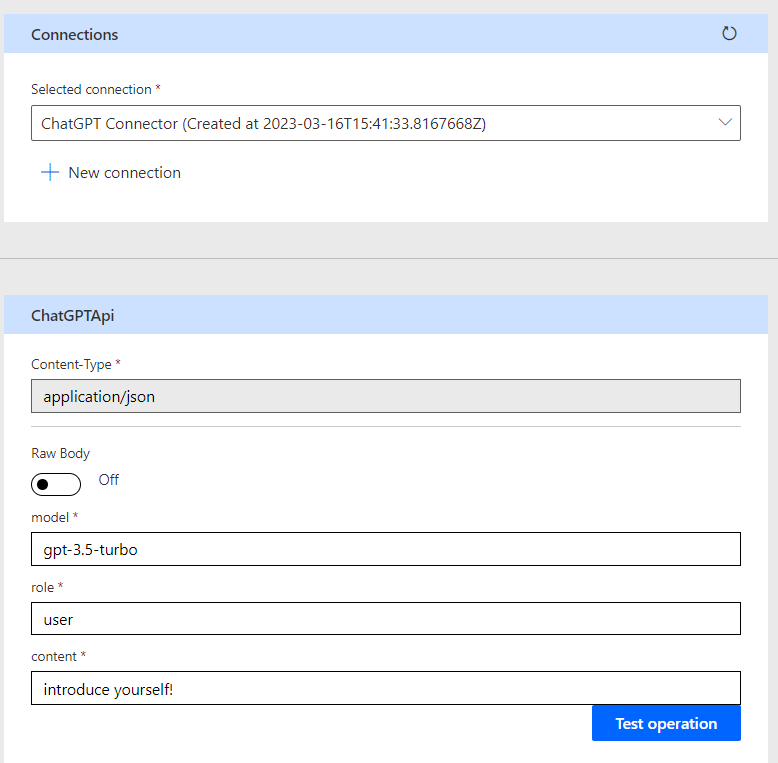 Connections
Selected connection *
ChatGPT Connector (Created at 2023-03-16T15:41:33.8167668Z)
New connection
ChatGPTApi
Content-Type *
application/json
Raw Body
Off
model *
gpt-3.5-turbo
role *
user
content *
introduce yourself!
Test operation